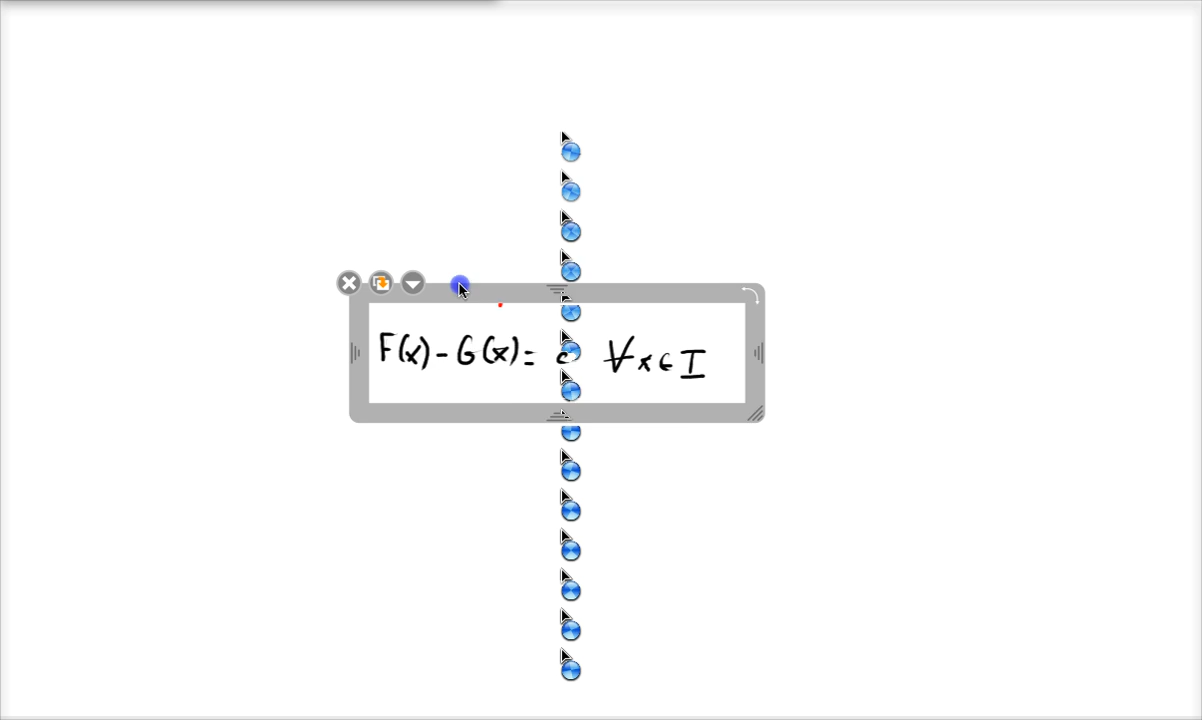 F(x) - G(x) = c ∀x ∈ I